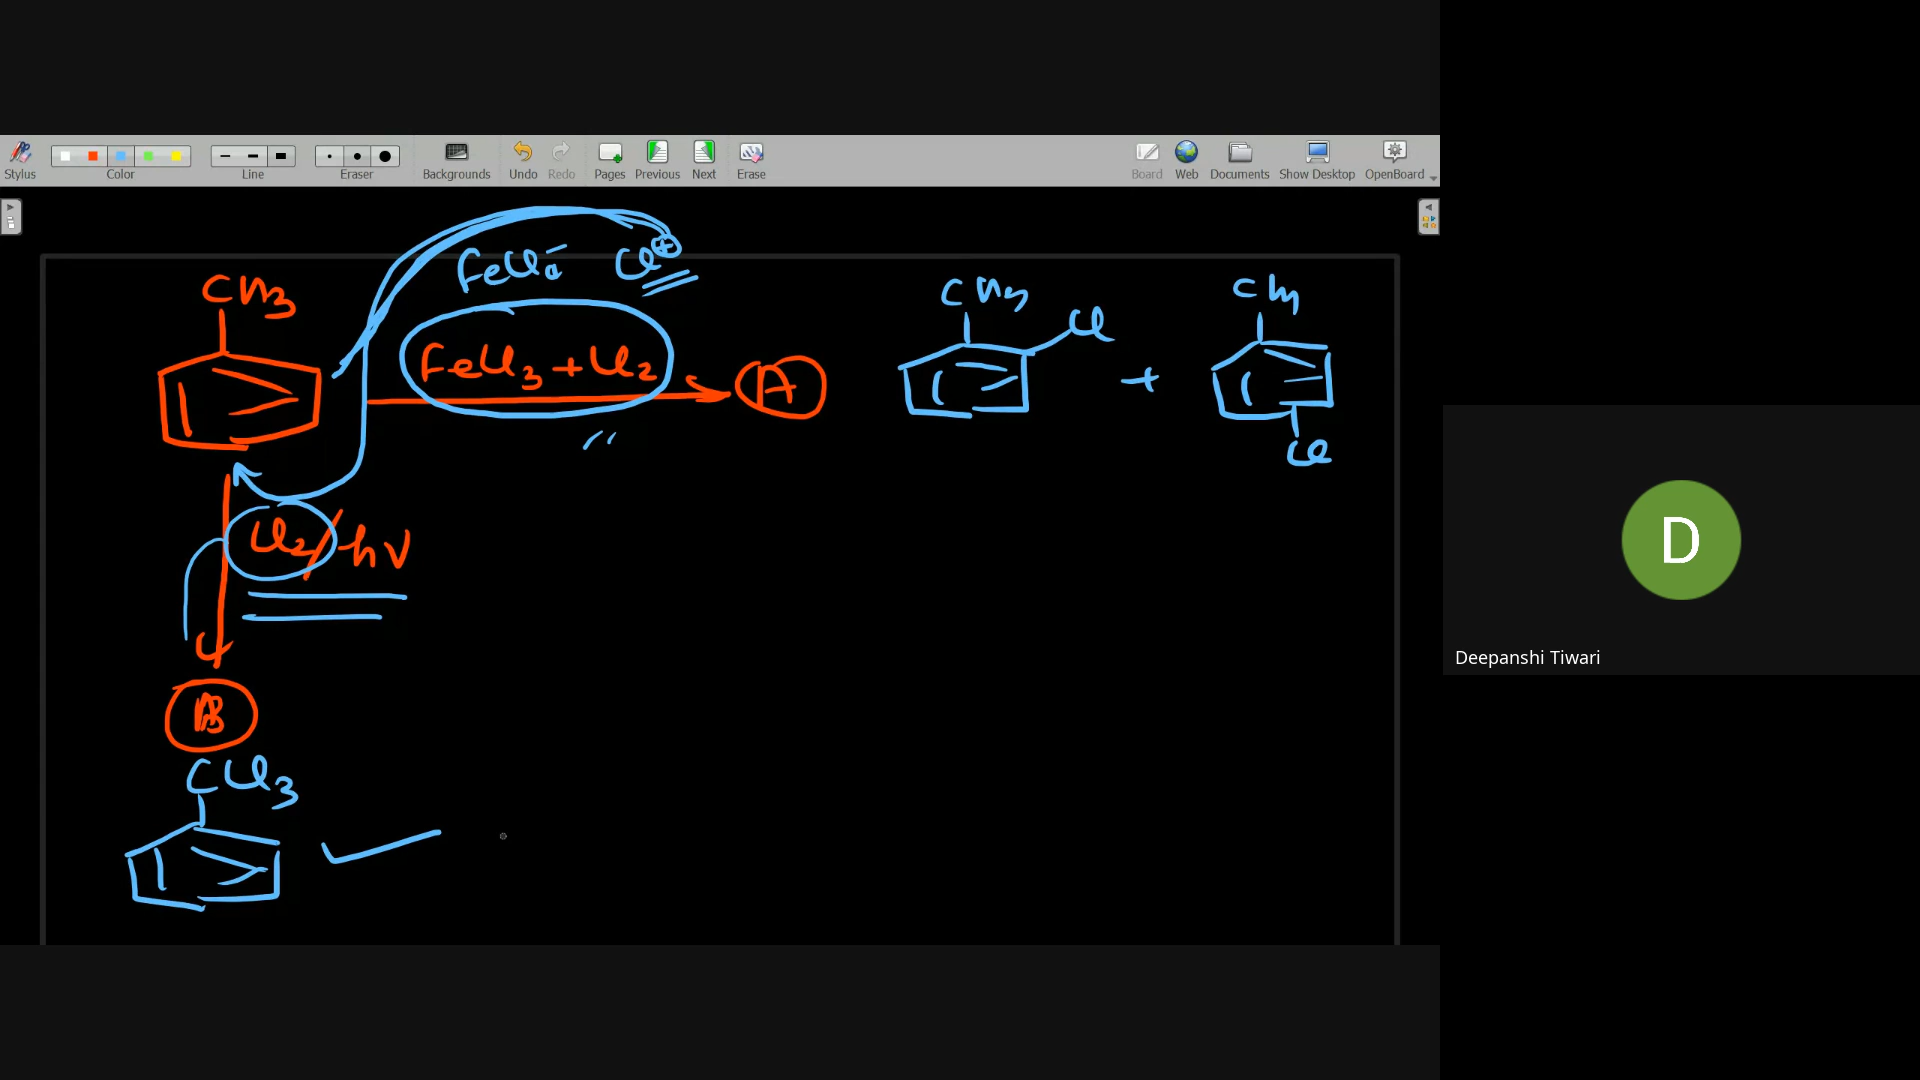 Stylus
Color
Line
Eraser
Backgrounds
Undo
Redo
Pages
Previous
Next
Erase
Board
Web
Documents
Show Desktop
OpenBoard
FeCl4- Cl+
CH3
FeCl3 + Cl2
A
CH3
Cl
+
CH3
Cl
Cl2/hν
B
CCl3
D
Deepanshi Tiwari